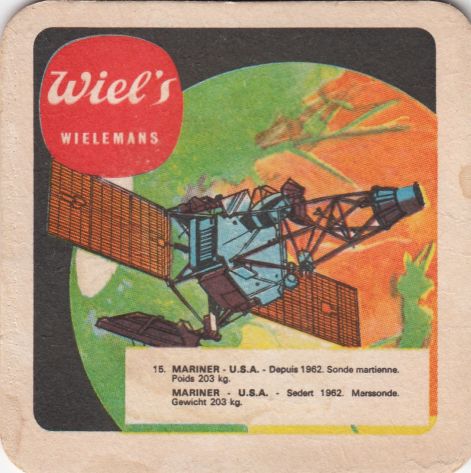 Wiel's
WIELEMANS
15. MARINER - U.S.A. - Depuis 1962. Sonde martienne.
Poids 203 kg.
MARINER - U.S.A. - Sedert 1962. Marssonde.
Gewicht 203 kg.